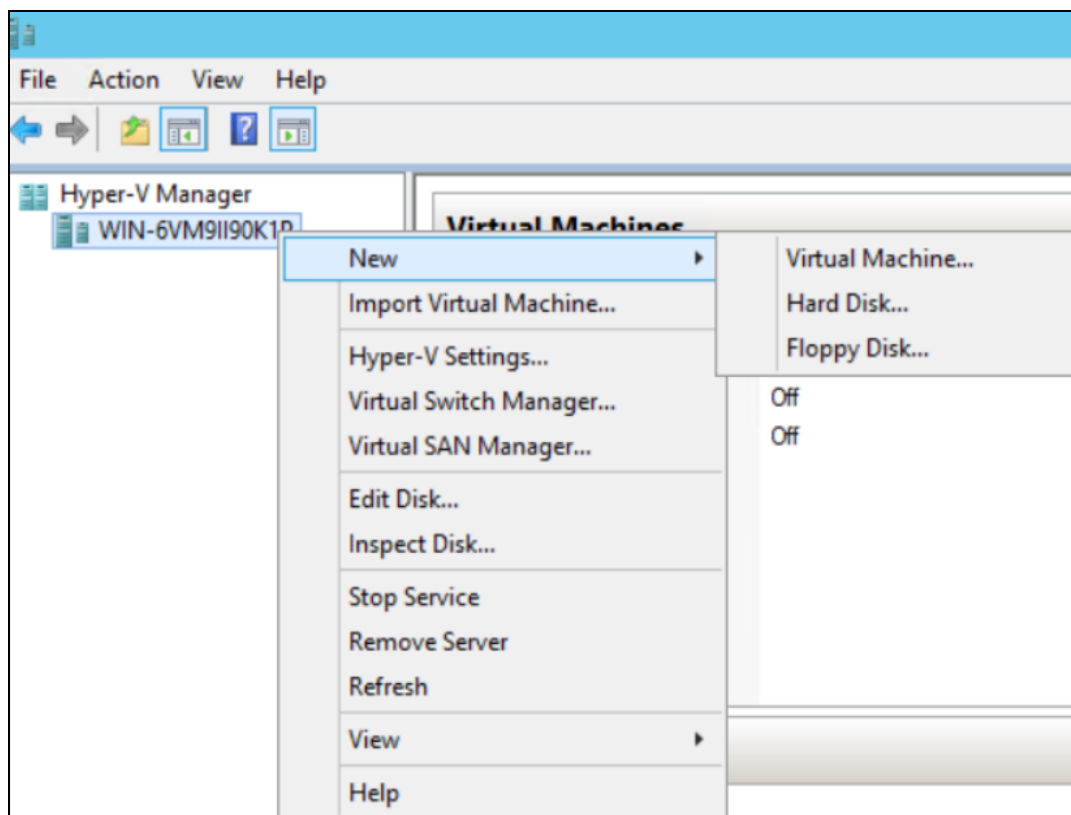 File Action View Help
Hyper-V Manager
WIN-6VM9II90K1P
Virtual Machines
New
Import Virtual Machine...
Hyper-V Settings...
Virtual Switch Manager...
Virtual SAN Manager...
Edit Disk...
Inspect Disk...
Stop Service
Remove Server
Refresh
View
Help
Virtual Machine...
Hard Disk...
Floppy Disk...
Off
Off